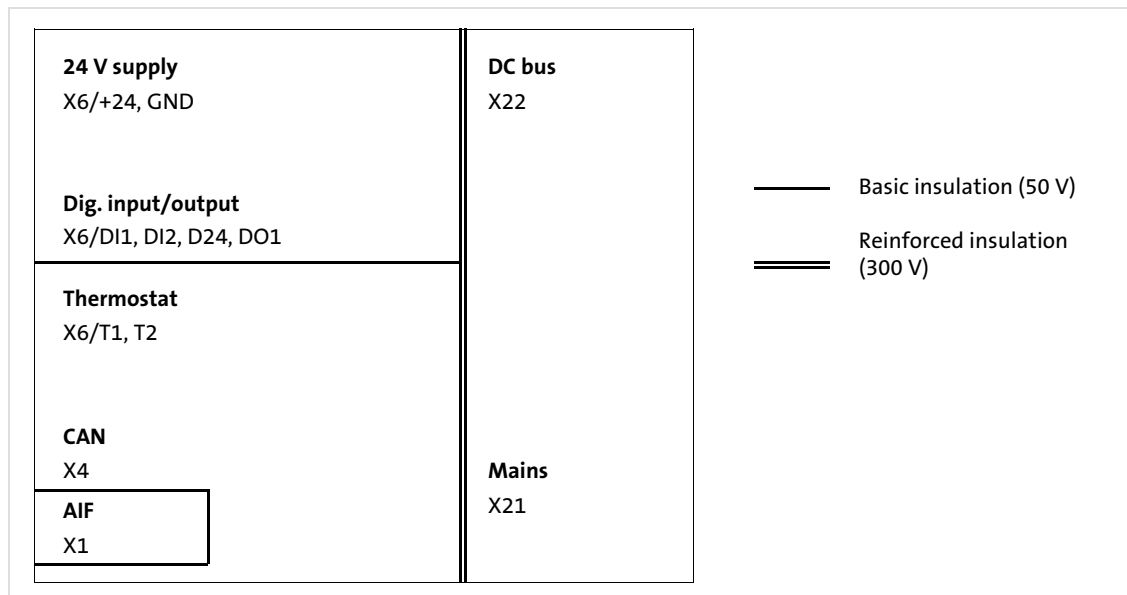 24 V supply
X6/+24, GND
Dig. input/output
X6/DI1, DI2, D24, DO1
Thermostat
X6/T1, T2
CAN
X4
AIF
X1
DC bus
X22
Mains
X21
Basic insulation (50 V)
Reinforced insulation
(300 V)